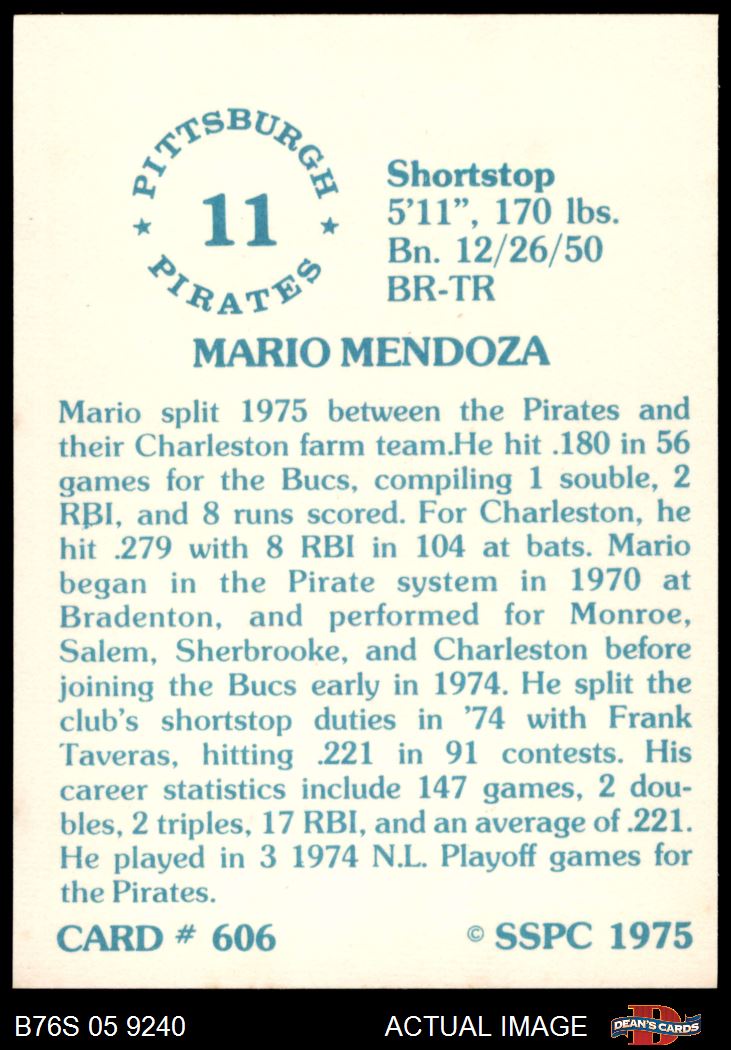 PITTSBURGH
11
PIRATES
Shortstop
5'11”, 170 lbs.
Bn. 12/26/50
BR-TR
MARIO MENDOZA
Mario split 1975 between the Pirates and
their Charleston farm team.He hit .180 in 56
games for the Bucs, compiling 1 souble, 2
RBI, and 8 runs scored. For Charleston, he
hit .279 with 8 RBI in 104 at bats. Mario
began in the Pirate system in 1970 at
Bradenton, and performed for Monroe,
Salem, Sherbrooke, and Charleston before
joining the Bucs early in 1974. He split the
club's shortstop duties in '74 with Frank
Taveras, hitting .221 in 91 contests. His
career statistics include 147 games, 2 dou-
bles, 2 triples, 17 RBI, and an average of .221.
He played in 3 1974 N.L. Playoff games for
the Pirates.
CARD # 606
© SSPC 1975
B76S 05 9240
ACTUAL IMAGE
DEAN'S CARDS